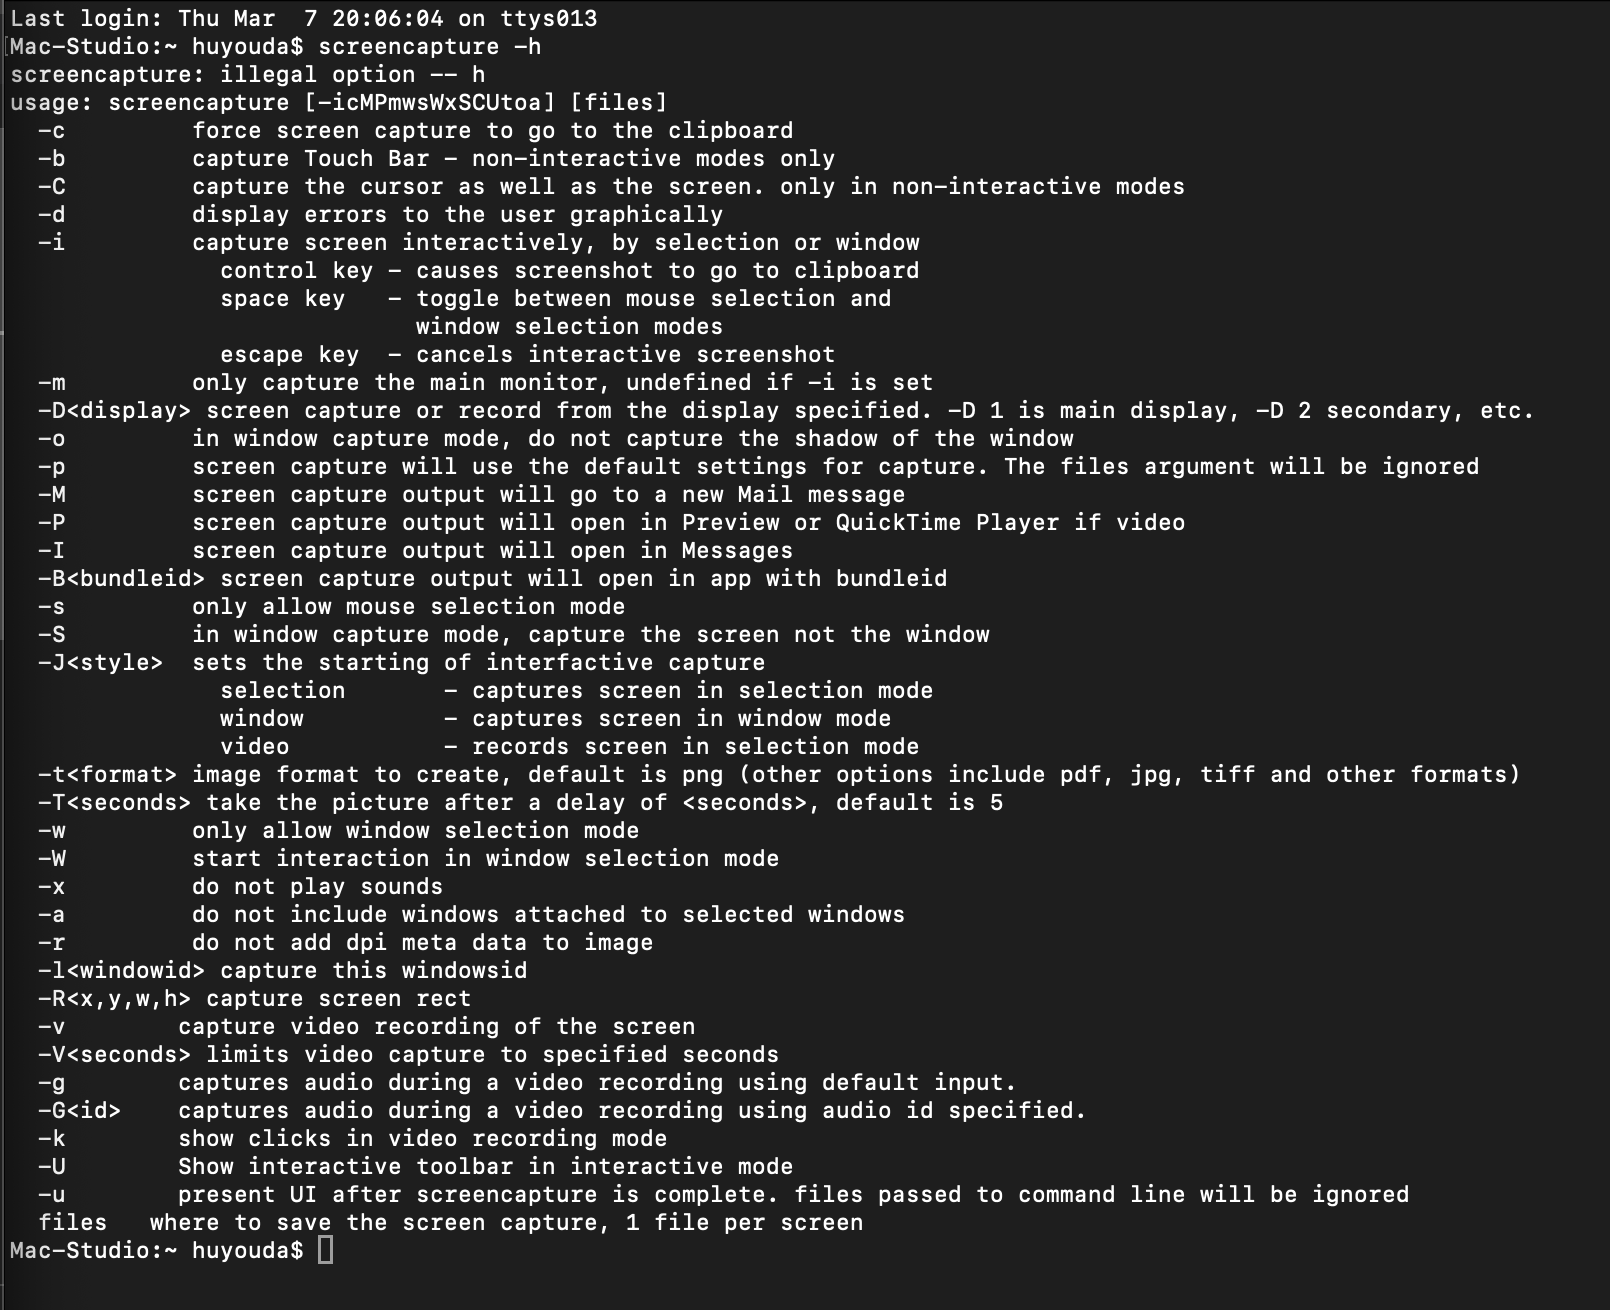 Last login: Thu Mar  7 20:06:04 on ttys013
[Mac-Studio:~ huyouda$ screencapture -h
screencapture: illegal option -- h
usage: screencapture [-icMPmwsWxSCUtoa] [files]
  -c         force screen capture to go to the clipboard
  -b         capture Touch Bar - non-interactive modes only
  -C         capture the cursor as well as the screen. only in non-interactive modes
  -d         display errors to the user graphically
  -i         capture screen interactively, by selection or window
               control key - causes screenshot to go to clipboard
               space key   - toggle between mouse selection and
                             window selection modes
               escape key  - cancels interactive screenshot
  -m         only capture the main monitor, undefined if -i is set
  -D<display> screen capture or record from the display specified. -D 1 is main display, -D 2 secondary, etc.
  -o         in window capture mode, do not capture the shadow of the window
  -p         screen capture will use the default settings for capture. The files argument will be ignored
  -M         screen capture output will go to a new Mail message
  -P         screen capture output will open in Preview or QuickTime Player if video
  -I         screen capture output will open in Messages
  -B<bundleid> screen capture output will open in app with bundleid
  -s         only allow mouse selection mode
  -S         in window capture mode, capture the screen not the window
  -J<style>  sets the starting of interfactive capture
               selection       - captures screen in selection mode
               window          - captures screen in window mode
               video           - records screen in selection mode
  -t<format> image format to create, default is png (other options include pdf, jpg, tiff and other formats)
  -T<seconds> take the picture after a delay of <seconds>, default is 5
  -w         only allow window selection mode
  -W         start interaction in window selection mode
  -x         do not play sounds
  -a         do not include windows attached to selected windows
  -r         do not add dpi meta data to image
  -l<windowid> capture this windowsid
  -R<x,y,w,h> capture screen rect
  -v        capture video recording of the screen
  -V<seconds> limits video capture to specified seconds
  -g        captures audio during a video recording using default input.
  -G<id>    captures audio during a video recording using audio id specified.
  -k        show clicks in video recording mode
  -U        Show interactive toolbar in interactive mode
  -u        present UI after screencapture is complete. files passed to command line will be ignored
  files   where to save the screen capture, 1 file per screen
Mac-Studio:~ huyouda$